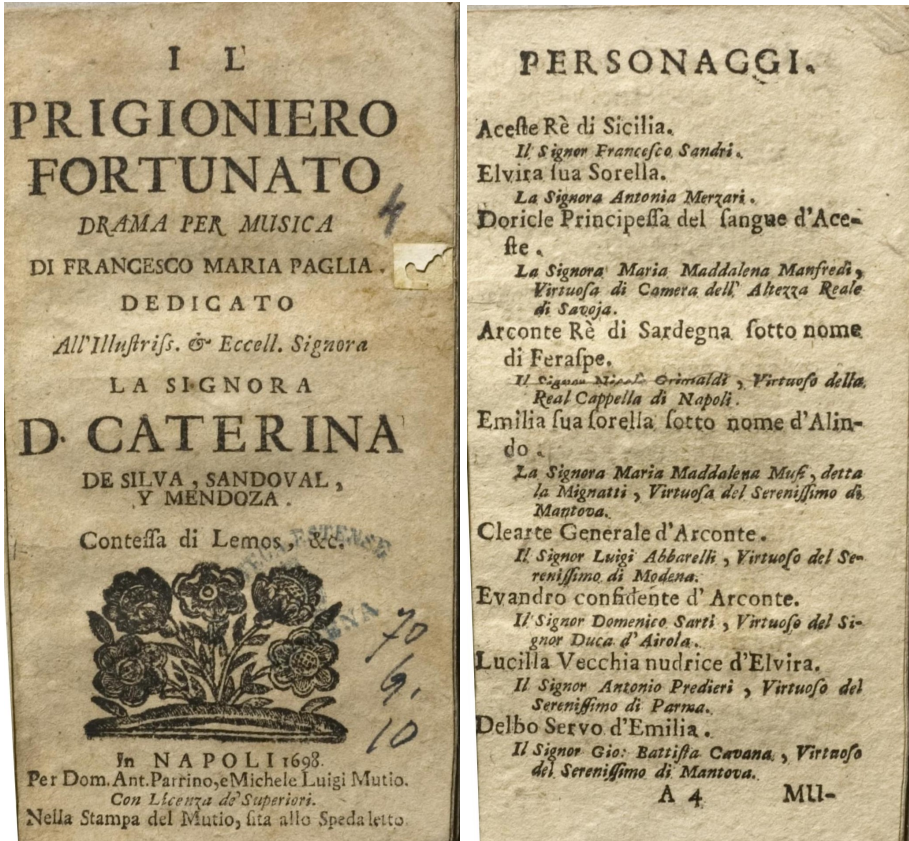 IL
PRIGIONIERO
FORTUNATO
DRAMA PER MUSICA
4
DI FRANCESCO MARIA PAGLIA.
DEDICATO
All'Illuſtriſs. & Eccell. Signora
LA SIGNORA
D. CATERINA
DE SILVA, SANDOVAL,
Y MENDOZA.
Conteſſa di Lemos, &c.
ESTENSE
70
6.
10
In NAPOLI 1698.
Per Dom. Ant. Parrino, e Michele Luigi Mutio.
Con Licenza de' Superiori.
Nella Stampa del Mutio, ſita allo Spedaletto.
PERSONAGGI.
Aceſte Rè di Sicilia.
Il Signor Franceſco Sandri.
Elvira ſua Sorella.
La Signora Antonia Merzari.
Doricle Principeſſa del ſangue d'Ace-
ſte.
La Signora Maria Maddalena Manfredi,
Virtuoſa di Camera dell' Altezza Reale
di Savoja.
Arconte Rè di Sardegna ſotto nome
di Feraſpe.
Il Signor Nicola Grimaldi, Virtuoſo della
Real Cappella di Napoli.
Emilia ſua ſorella ſotto nome d'Alin-
do.
La Signora Maria Maddalena Muſi, detta
la Mignatti, Virtuoſa del Sereniſſimo di
Mantova.
Clearte Generale d'Arconte.
Il Signor Luigi Abbarelli, Virtuoſo del Se-
reniſſimo di Modena.
Evandro confidente d' Arconte.
Il Signor Domenico Sarti, Virtuoſo del Si-
gnor Duca d'Airola.
Lucilla Vecchia nudrice d'Elvira.
Il Signor Antonio Predieri, Virtuoſo del
Sereniſſimo di Parma.
Delbo Servo d'Emilia.
Il Signor Gio: Battiſta Cavana, Virtuoſo
del Sereniſſimo di Mantova.
A 4 MU-